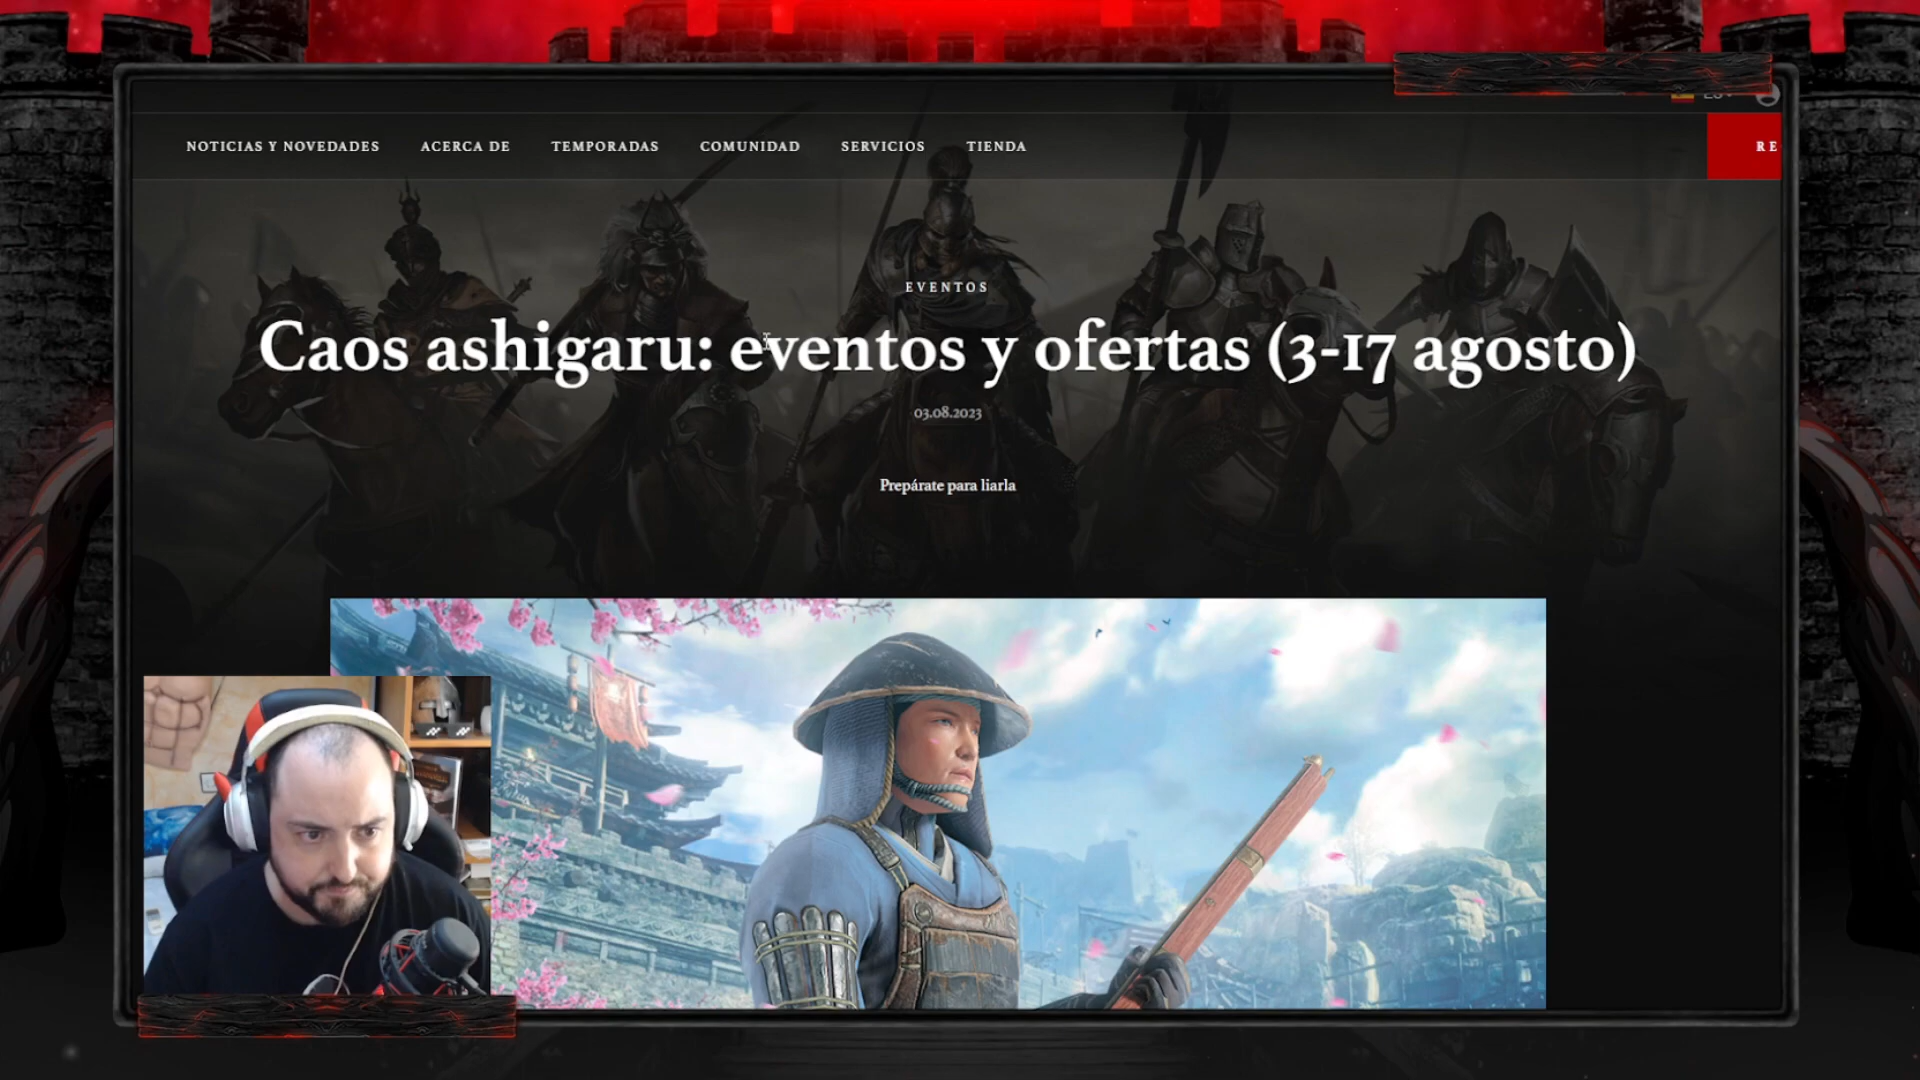 NOTICIAS Y NOVEDADES ACERCA DE TEMPORADAS COMUNIDAD SERVICIOS TIENDA RE
EVENTOS
Caos ashigaru: eventos y ofertas (3-17 agosto)
03.08.2023
Prepárate para liarla